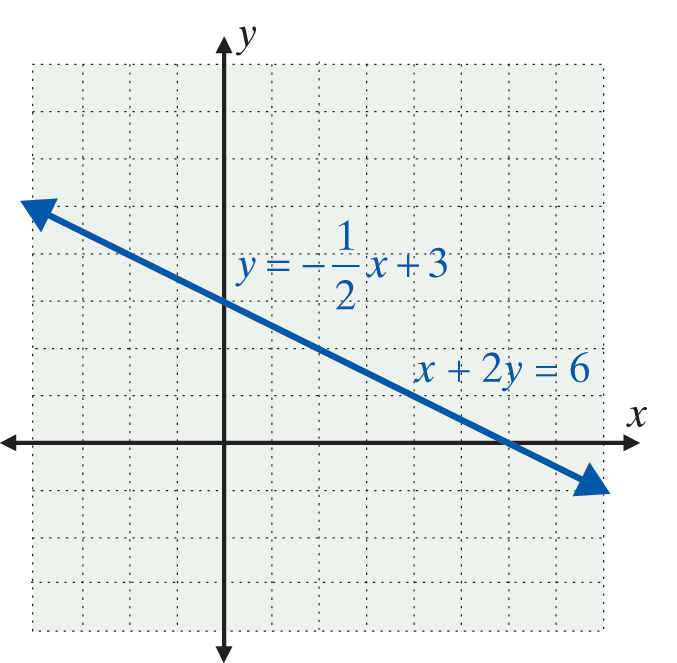 y
y = −1/2 x + 3
x + 2y = 6
x